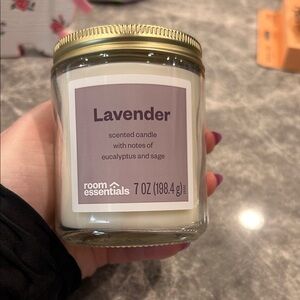 Lavender
scented candle
with notes of
eucalyptus and sage
room
essentials
7 OZ (198.4 g)